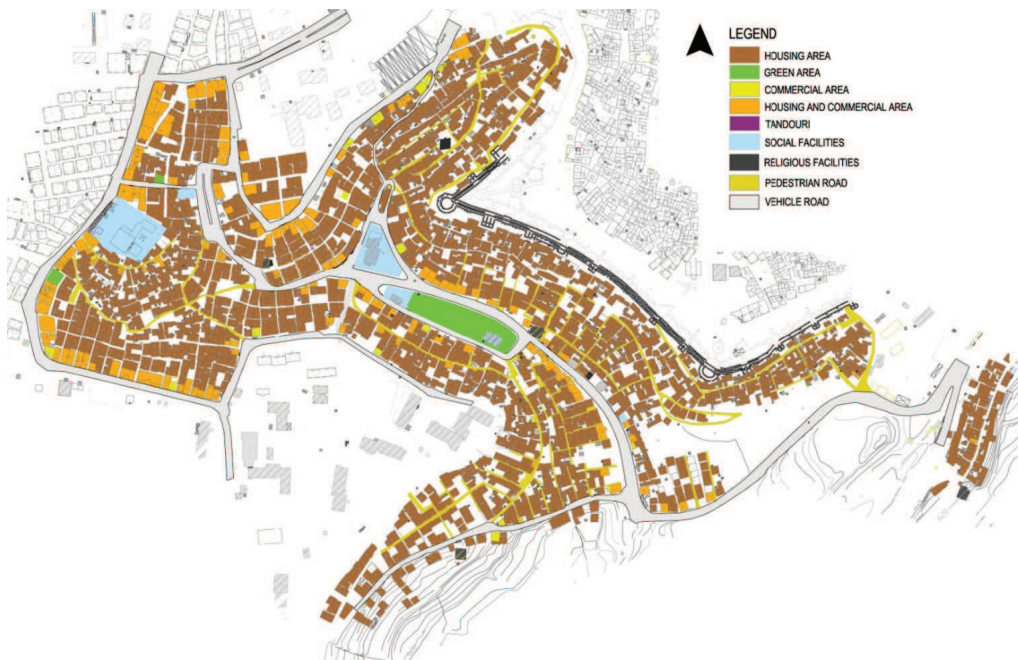 LEGEND
HOUSING AREA
GREEN AREA
COMMERCIAL AREA
HOUSING AND COMMERCIAL AREA
TANDOURI
SOCIAL FACILITIES
RELIGIOUS FACILITIES
PEDESTRIAN ROAD
VEHICLE ROAD